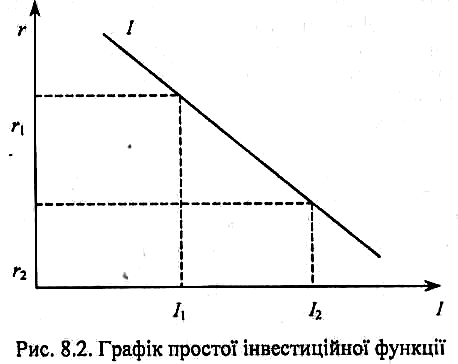 r
I
r₁
r₂
I₁
I₂
I
Рис. 8.2. Графік простої інвестиційної функції